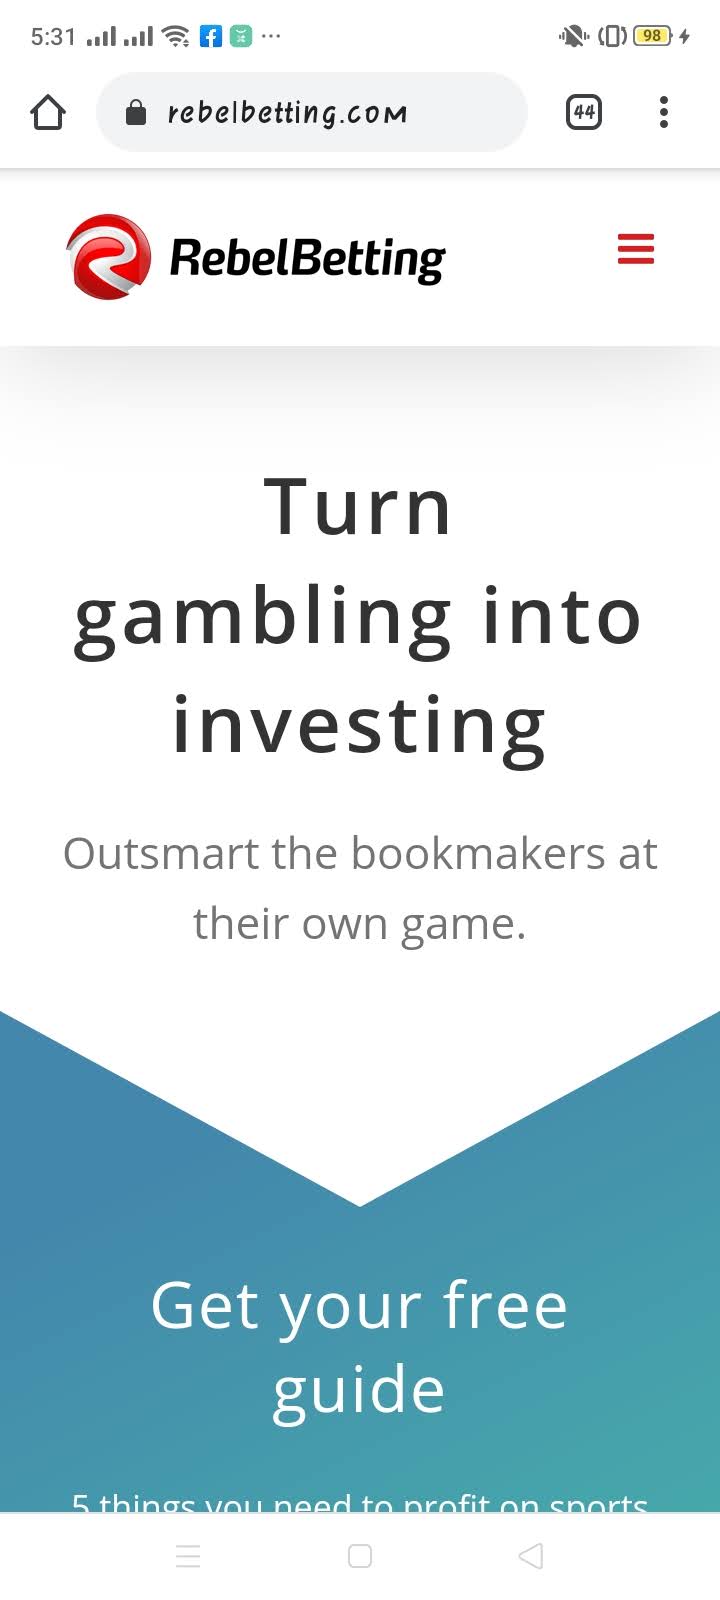 5:31
98
rebelbetting.com
44
RebelBetting
Turn
gambling into
investing
Outsmart the bookmakers at
their own game.
Get your free
guide
5 things you need to profit on sports